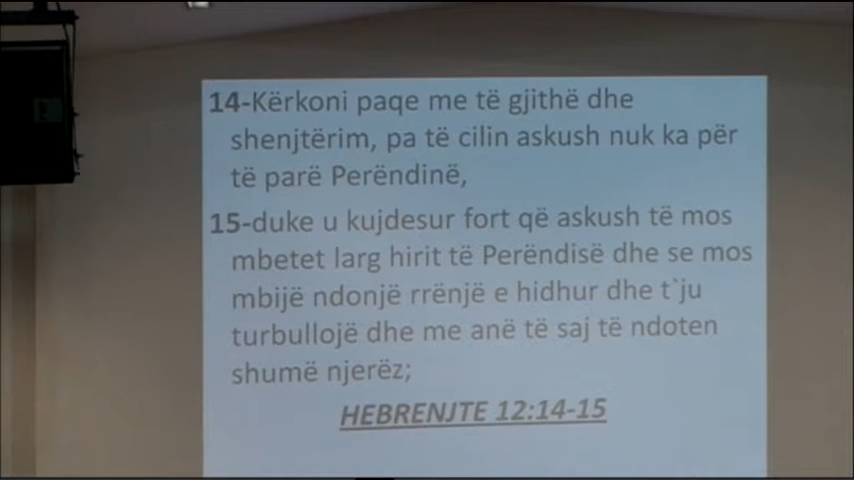 14-Kërkoni paqe me të gjithë dhe
shenjtërim, pa të cilin askush nuk ka për
të parë Perëndinë,
15-duke u kujdesur fort që askush të mos
mbetet larg hirit të Perëndisë dhe se mos
mbijë ndonjë rrënjë e hidhur dhe t`ju
turbullojë dhe me anë të saj të ndoten
shumë njerëz;
HEBRENJTE 12:14-15